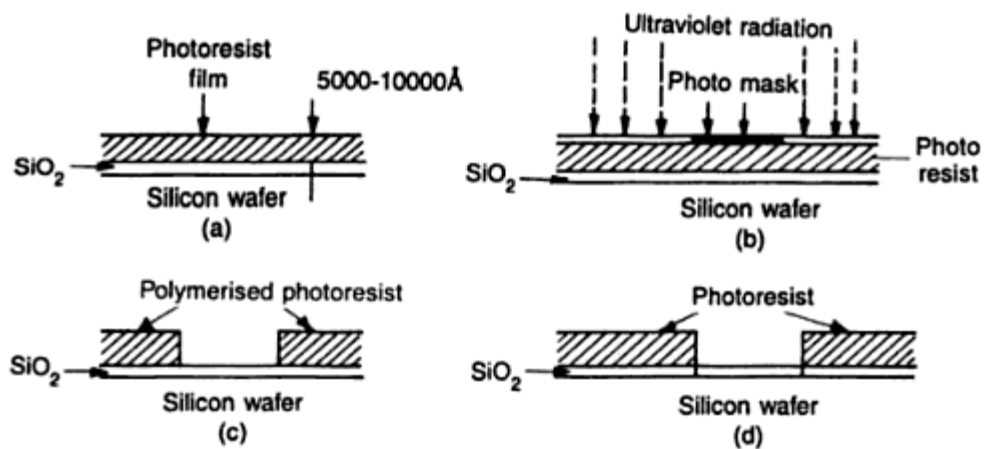 Photoresist
film
5000-10000Å
SiO2
Silicon wafer
(a)
Ultraviolet radiation
Photo mask
Photo
resist
SiO2
Silicon wafer
(b)
Polymerised photoresist
SiO2
Silicon wafer
(c)
Photoresist
SiO2
Silicon wafer
(d)